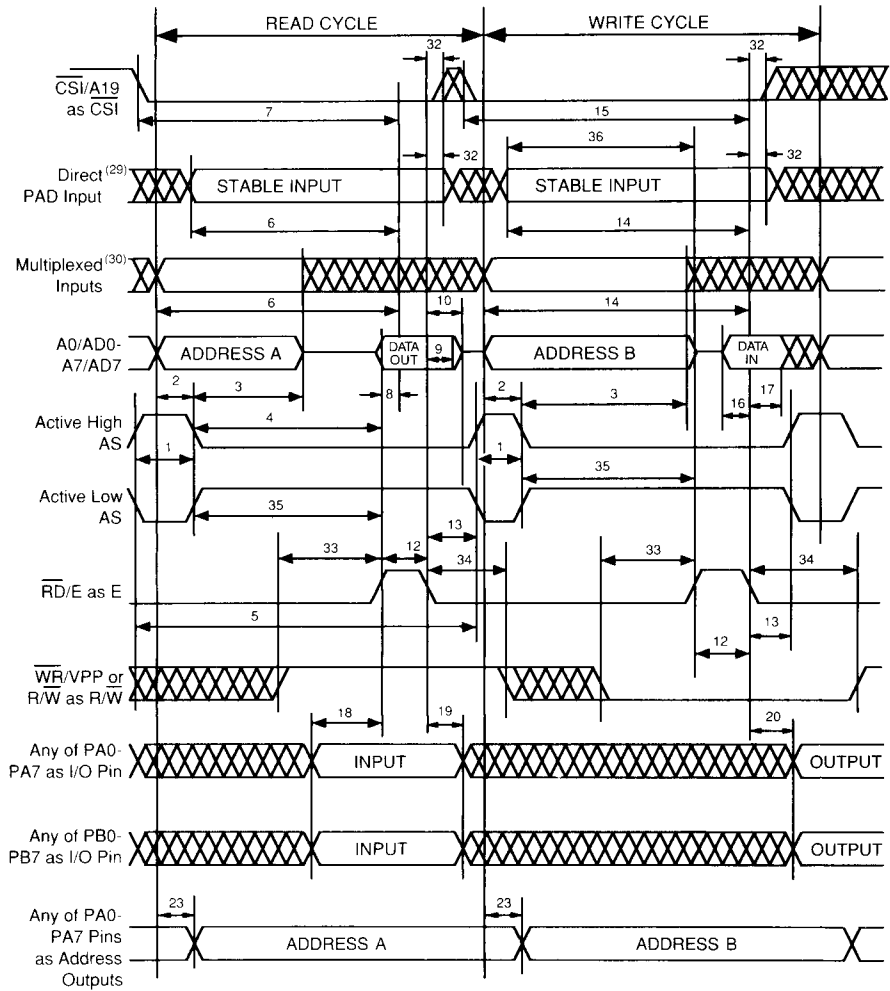 READ CYCLE WRITE CYCLE
32 32
C̅S̅I̅/A19
as C̅S̅I̅
7 15
36
32 32
Direct (29)
PAD Input
STABLE INPUT STABLE INPUT
6 14
Multiplexed (30)
Inputs
6 10 14
A0/AD0-
A7/AD7
ADDRESS A DATA OUT 9 ADDRESS B DATA IN
2 3 8 2 3 16 17
Active High
AS
4
1 1
35
Active Low
AS
35
13
33 12 34 33 34
R̅D̅/E as E
5 13
12
W̅R̅/VPP or
R/W̅ as R/W̅
18 19 20
Any of PA0-
PA7 as I/O Pin
INPUT OUTPUT
Any of PB0-
PB7 as I/O Pin
INPUT OUTPUT
23 23
Any of PA0-
PA7 Pins
as Address
Outputs
ADDRESS A ADDRESS B